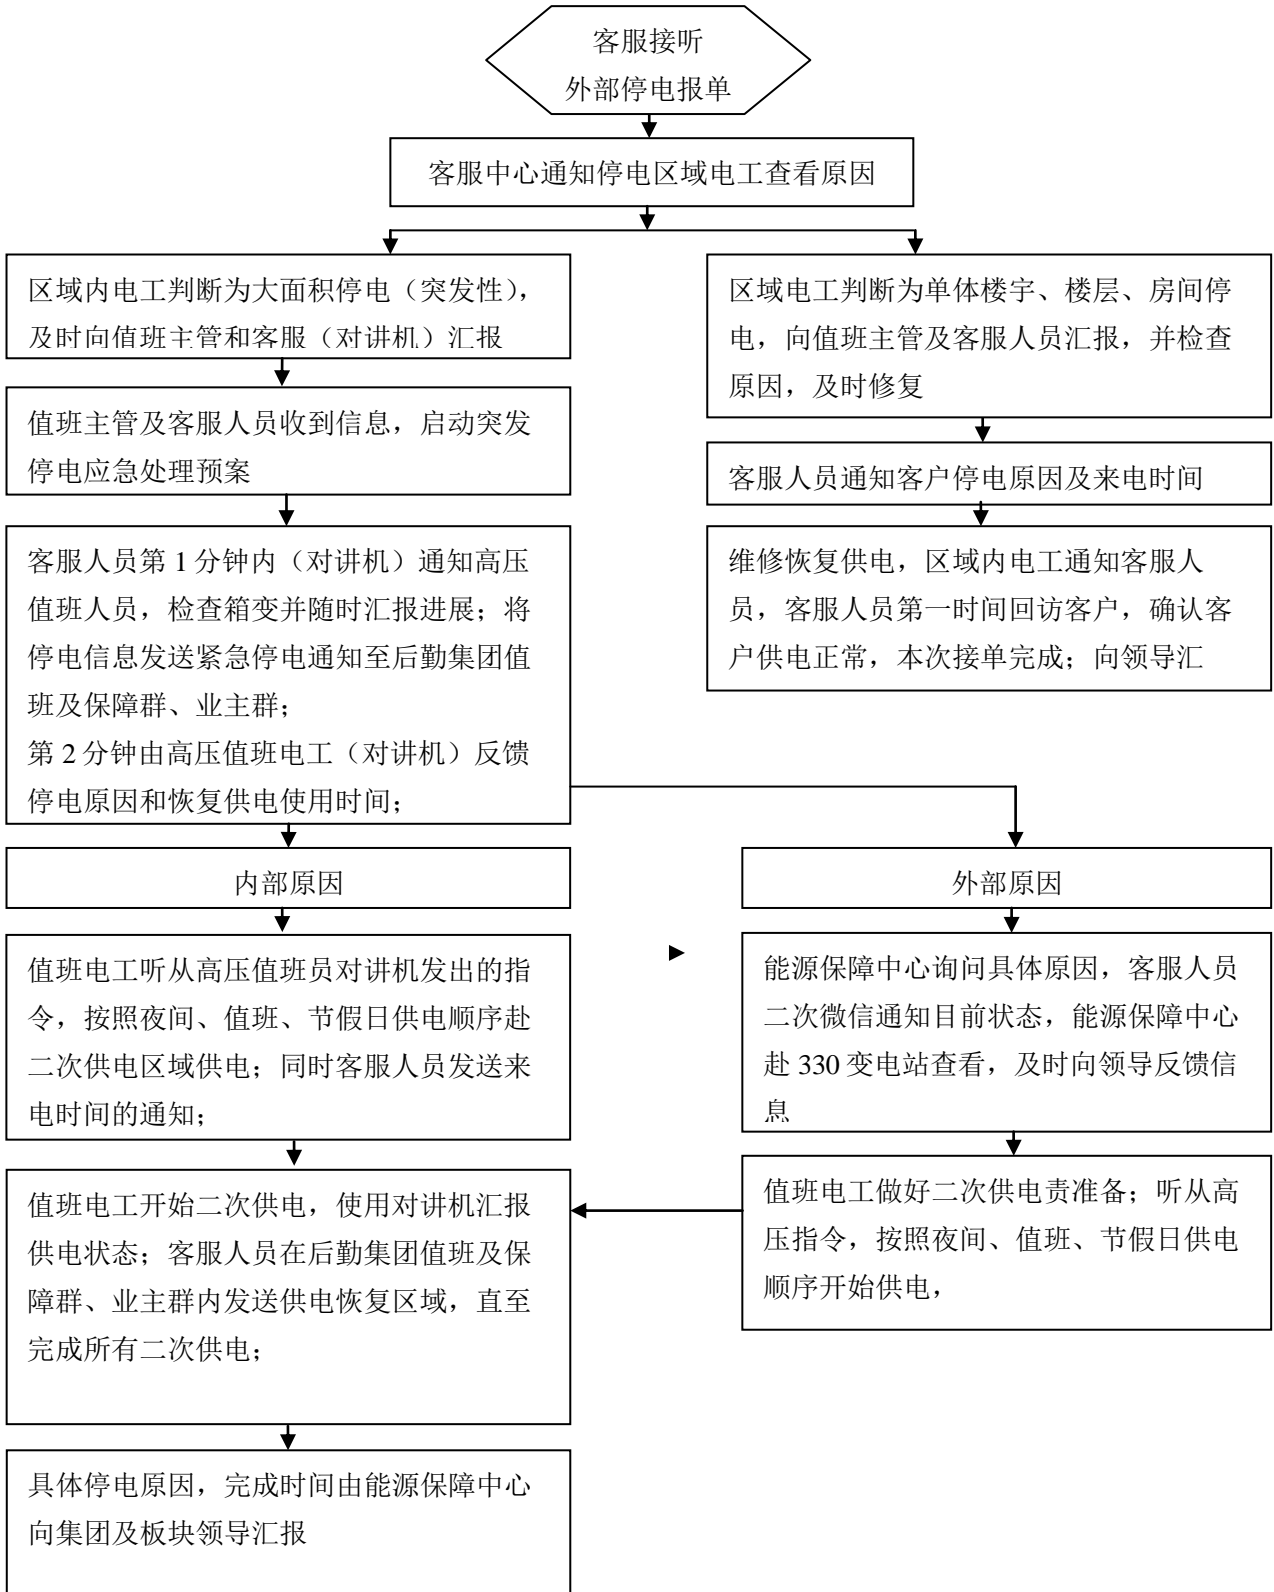 客服接听
外部停电报单
客服中心通知停电区域电工查看原因
区域内电工判断为大面积停电（突发性），
及时向值班主管和客服（对讲机）汇报
区域电工判断为单体楼宇、楼层、房间停
电，向值班主管及客服人员汇报，并检查
原因，及时修复
值班主管及客服人员收到信息，启动突发
停电应急处理预案
客服人员通知客户停电原因及来电时间
客服人员第 1 分钟内（对讲机）通知高压
值班人员，检查箱变并随时汇报进展；将
停电信息发送紧急停电通知至后勤集团值
班及保障群、业主群；
第 2 分钟由高压值班电工（对讲机）反馈
停电原因和恢复供电使用时间；
维修恢复供电，区域内电工通知客服人
员，客服人员第一时间回访客户，确认客
户供电正常，本次接单完成；向领导汇
内部原因
外部原因
值班电工听从高压值班员对讲机发出的指
令，按照夜间、值班、节假日供电顺序赴
二次供电区域供电；同时客服人员发送来
电时间的通知；
能源保障中心询问具体原因，客服人员
二次微信通知目前状态，能源保障中心
赴 330 变电站查看，及时向领导反馈信
息
值班电工开始二次供电，使用对讲机汇报
供电状态；客服人员在后勤集团值班及保
障群、业主群内发送供电恢复区域，直至
完成所有二次供电；
值班电工做好二次供电责准备；听从高
压指令，按照夜间、值班、节假日供电
顺序开始供电，
具体停电原因，完成时间由能源保障中心
向集团及板块领导汇报